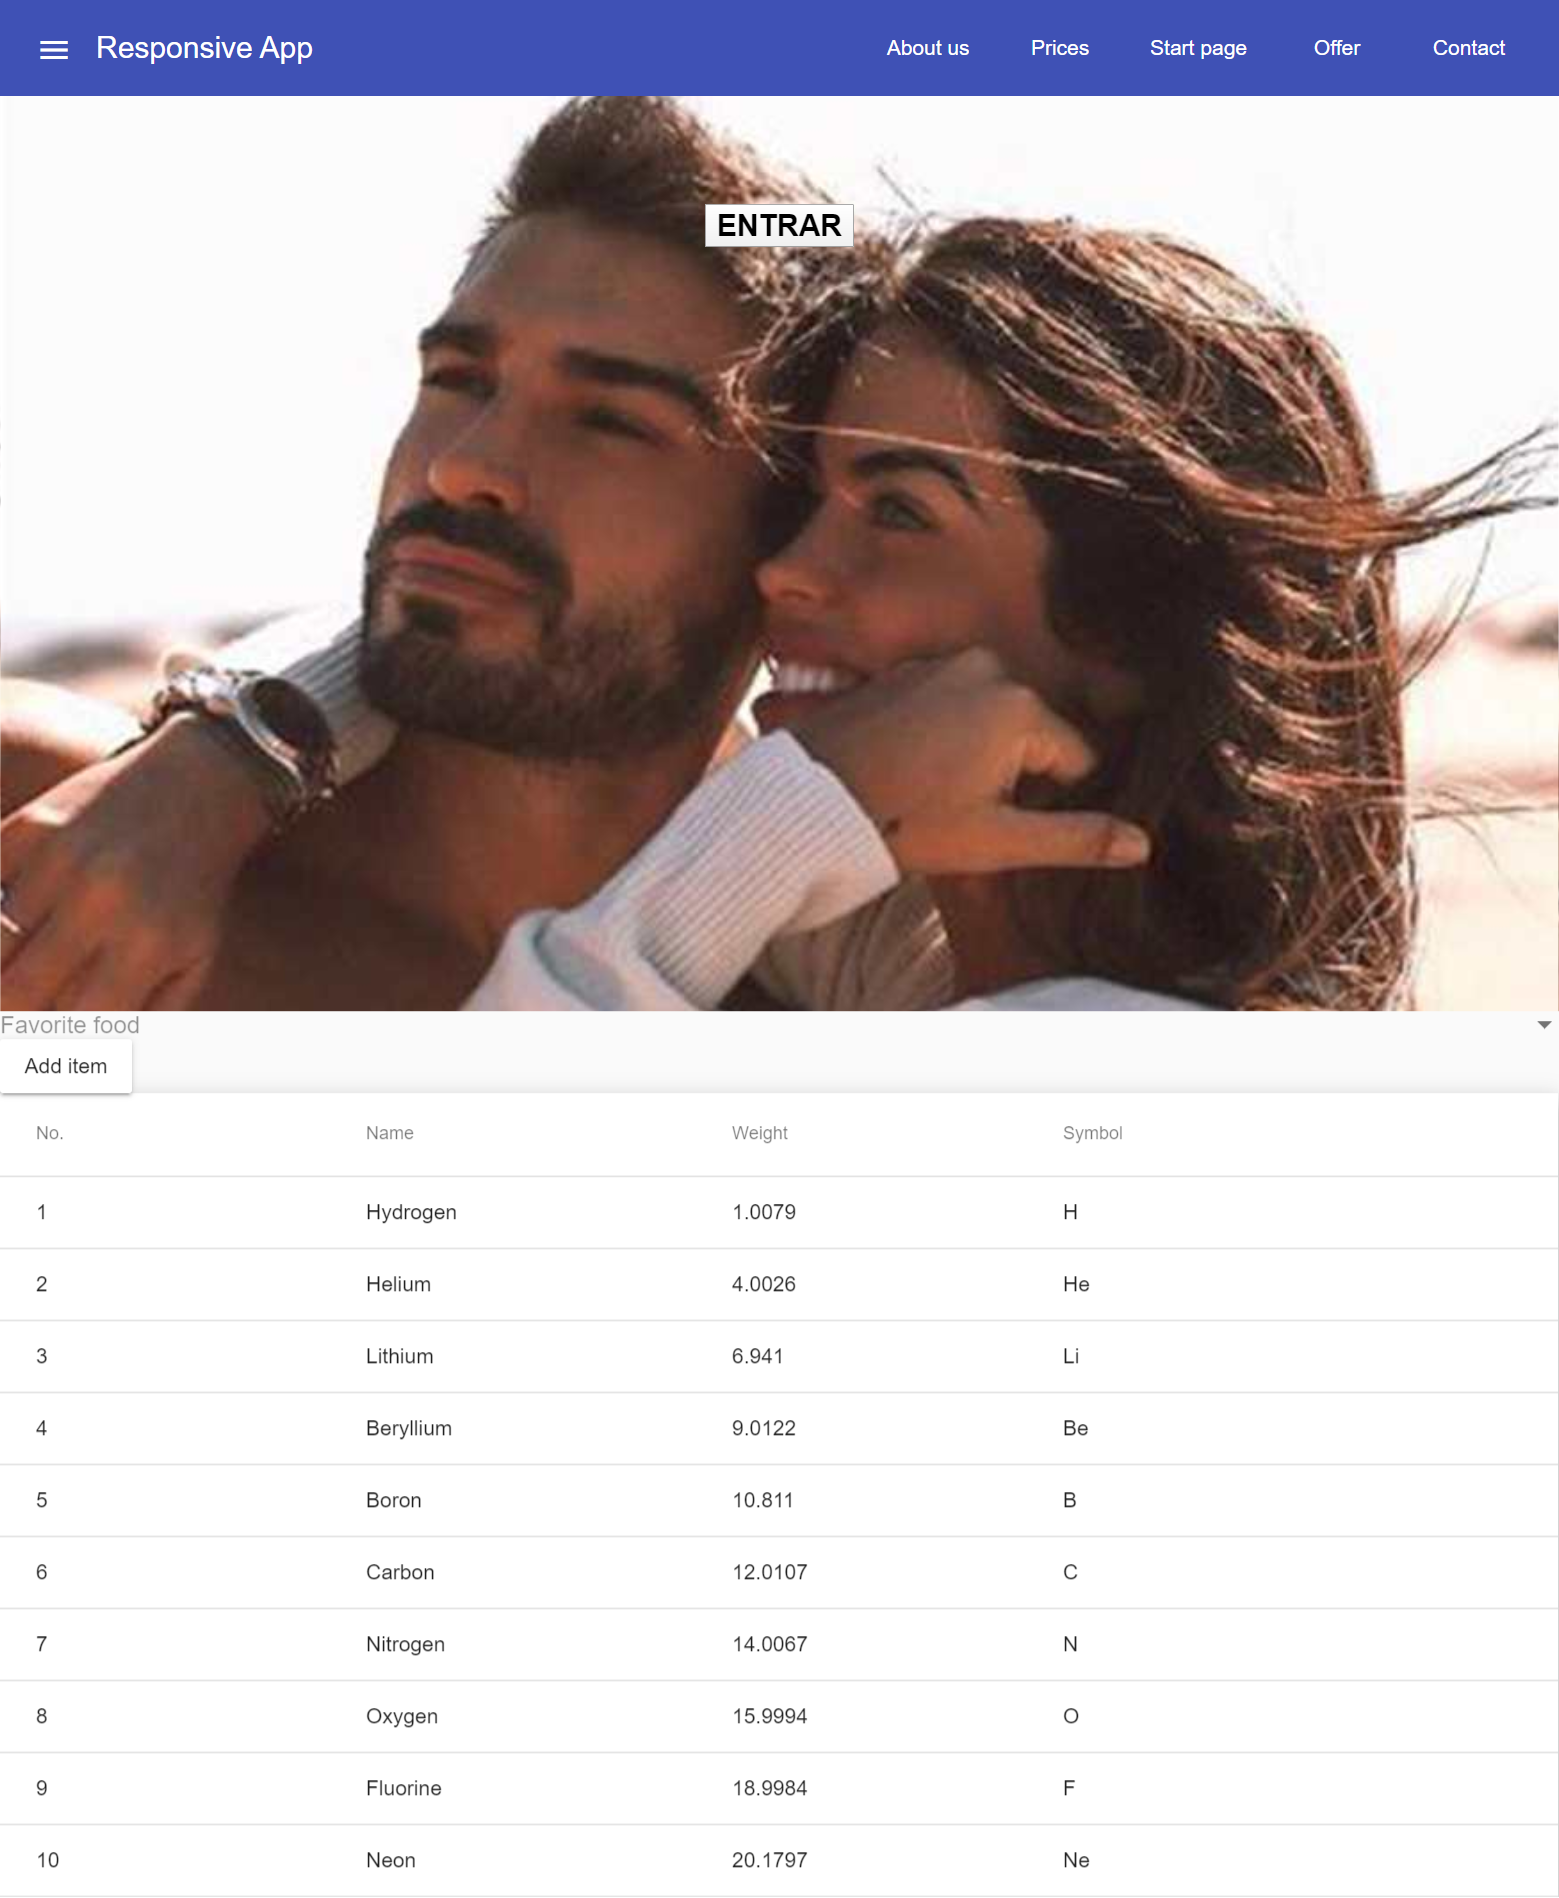 Responsive App About us Prices Start page Offer Contact
ENTRAR
Favorite food
Add item
No. Name Weight Symbol
1 Hydrogen 1.0079 H
2 Helium 4.0026 He
3 Lithium 6.941 Li
4 Beryllium 9.0122 Be
5 Boron 10.811 B
6 Carbon 12.0107 C
7 Nitrogen 14.0067 N
8 Oxygen 15.9994 O
9 Fluorine 18.9984 F
10 Neon 20.1797 Ne